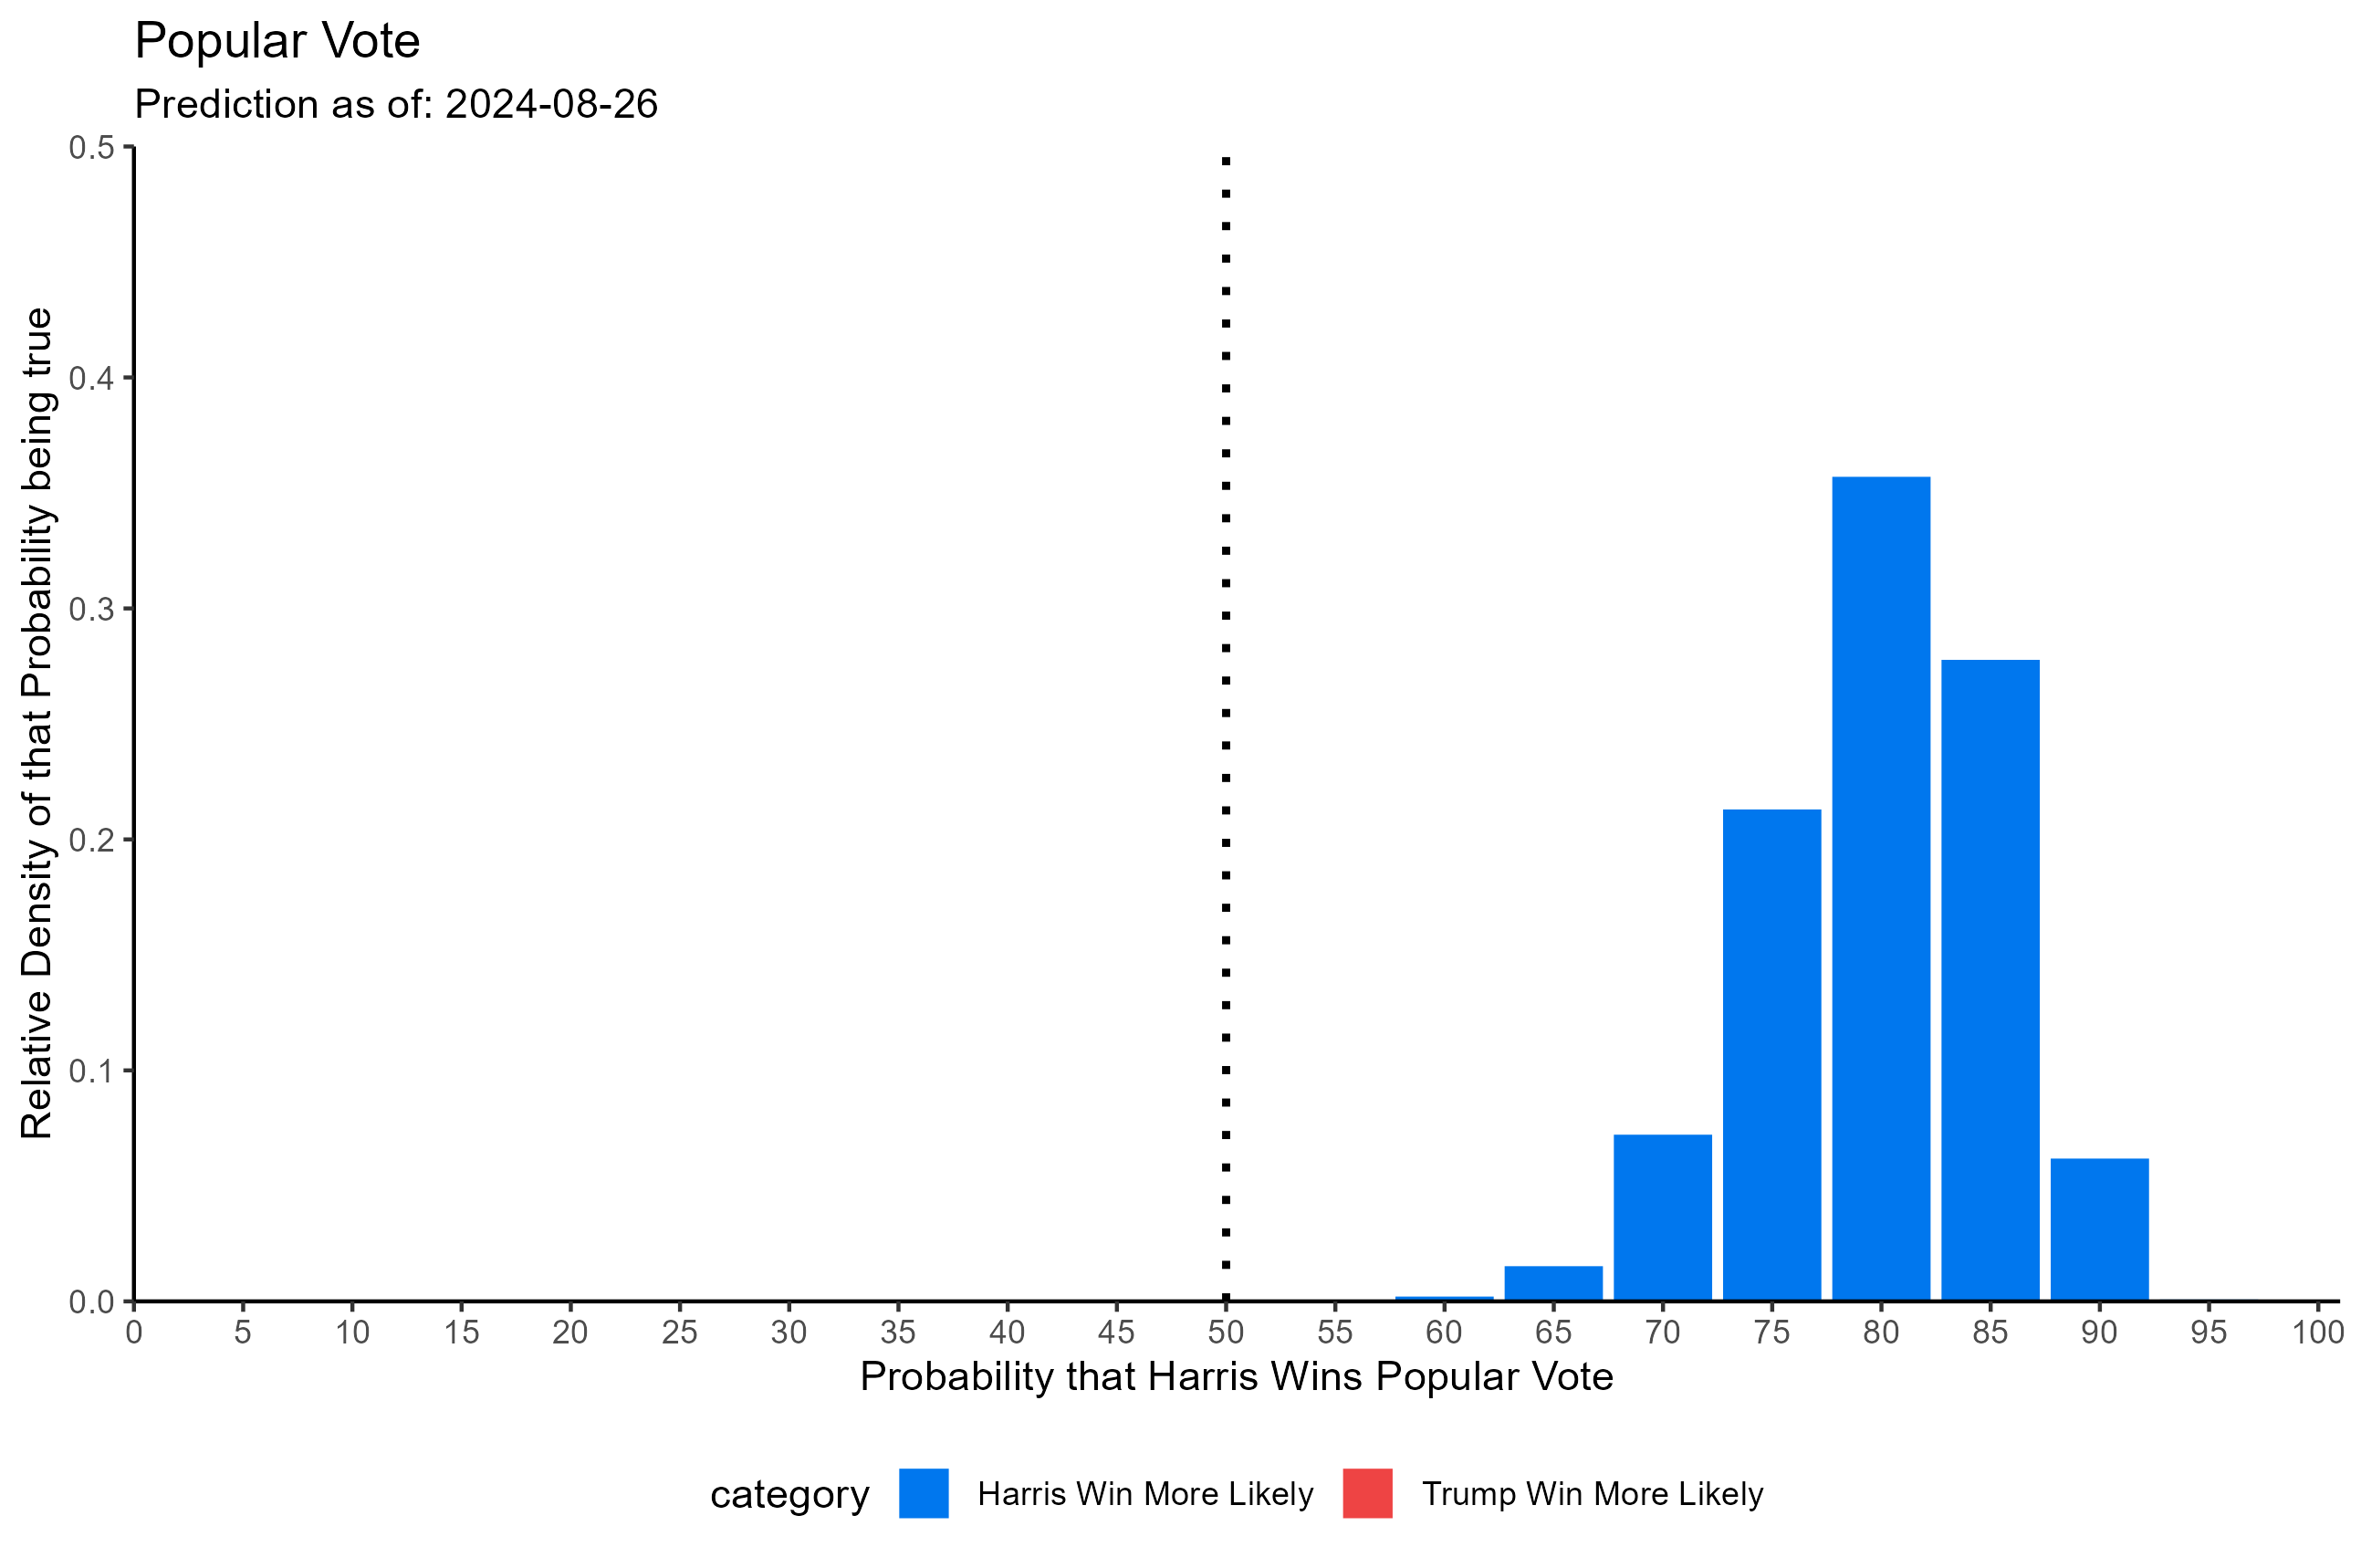 Popular Vote
Prediction as of: 2024-08-26
Relative Density of that Probability being true
0.5
0.4
0.3
0.2
0.1
0.0
0 5 10 15 20 25 30 35 40 45 50 55 60 65 70 75 80 85 90 95 100
Probability that Harris Wins Popular Vote
category Harris Win More Likely Trump Win More Likely